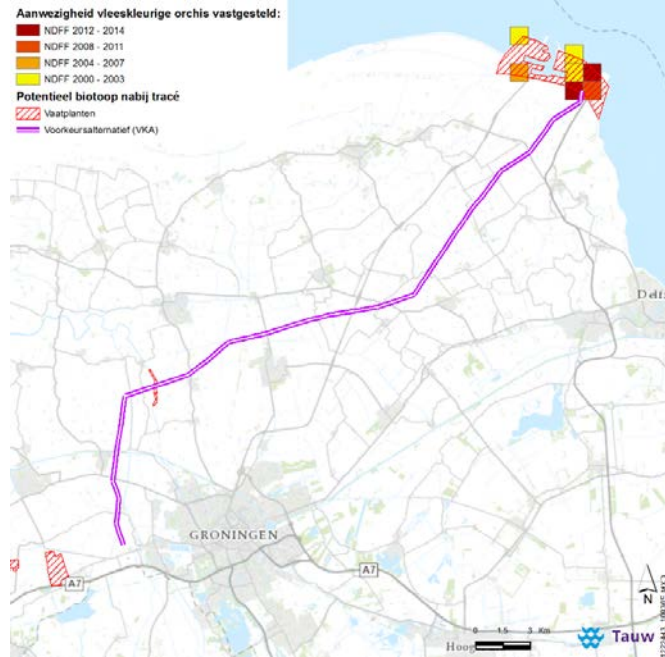 Aanwezigheid vleeskleurige orchis vastgesteld:
NDFF 2012 - 2014
NDFF 2008 - 2011
NDFF 2004 - 2007
NDFF 2000 - 2003
Potentieel biotoop nabij tracé
Vaatplanten
Voorkeursalternatief (VKA)
Delf
GRONINGEN
A7
A7
N
0 1.5 3 Km
Hoog
Tauw